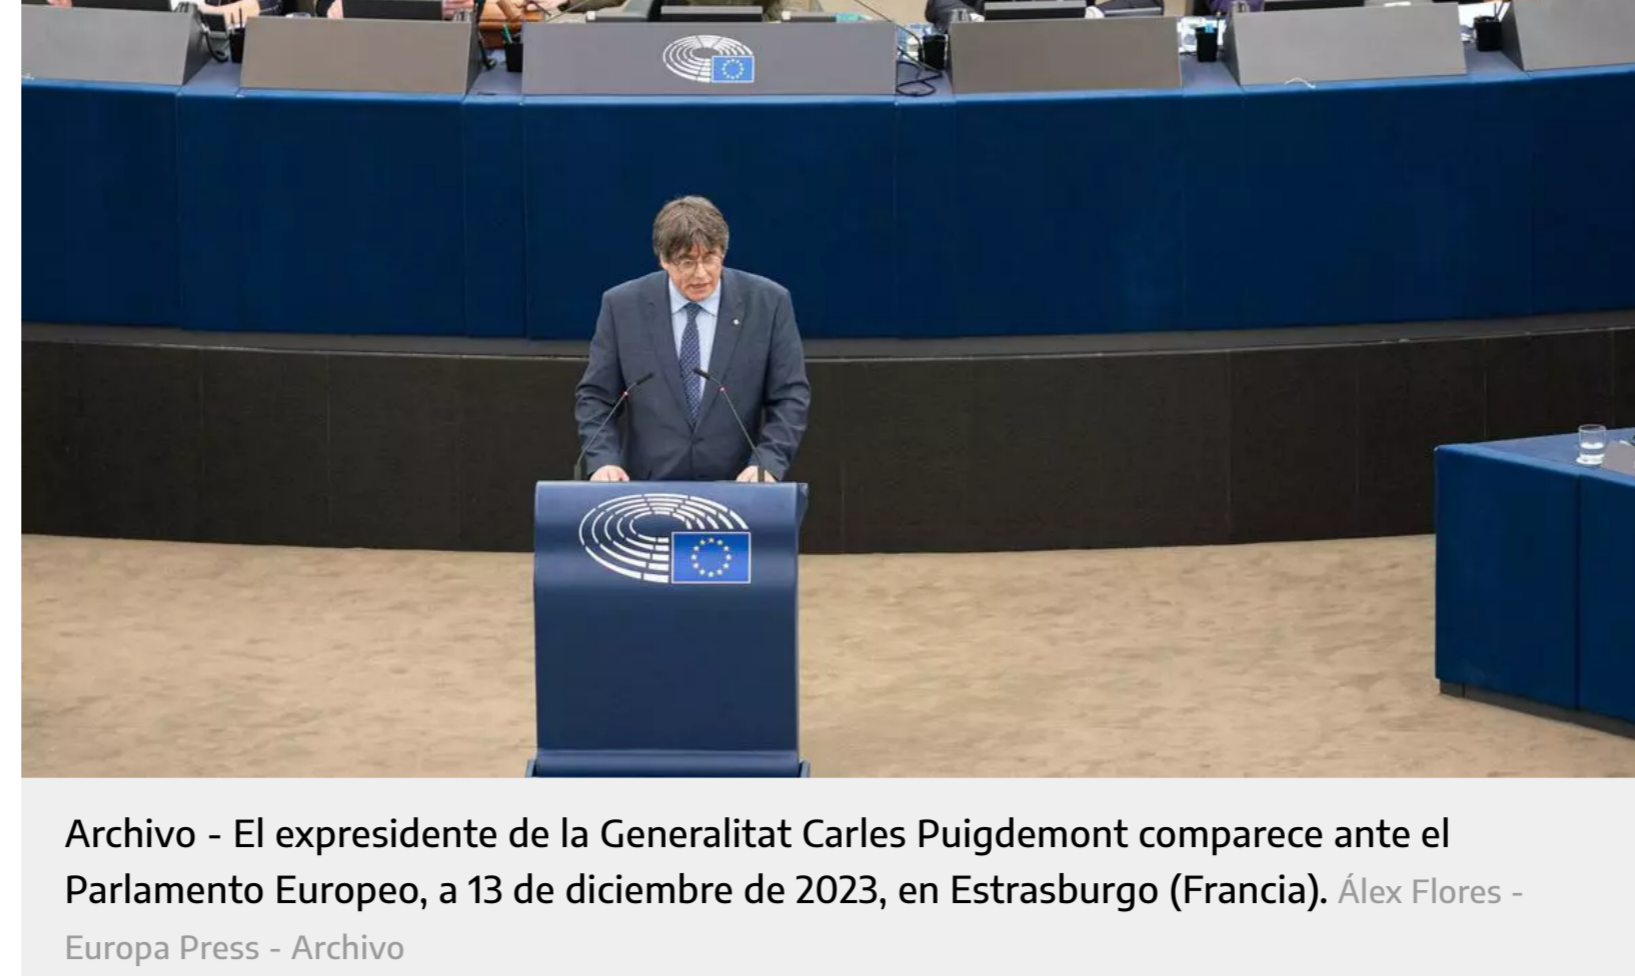 Archivo - El expresidente de la Generalitat Carles Puigdemont comparece ante el
Parlamento Europeo, a 13 de diciembre de 2023, en Estrasburgo (Francia). Álex Flores -
Europa Press - Archivo